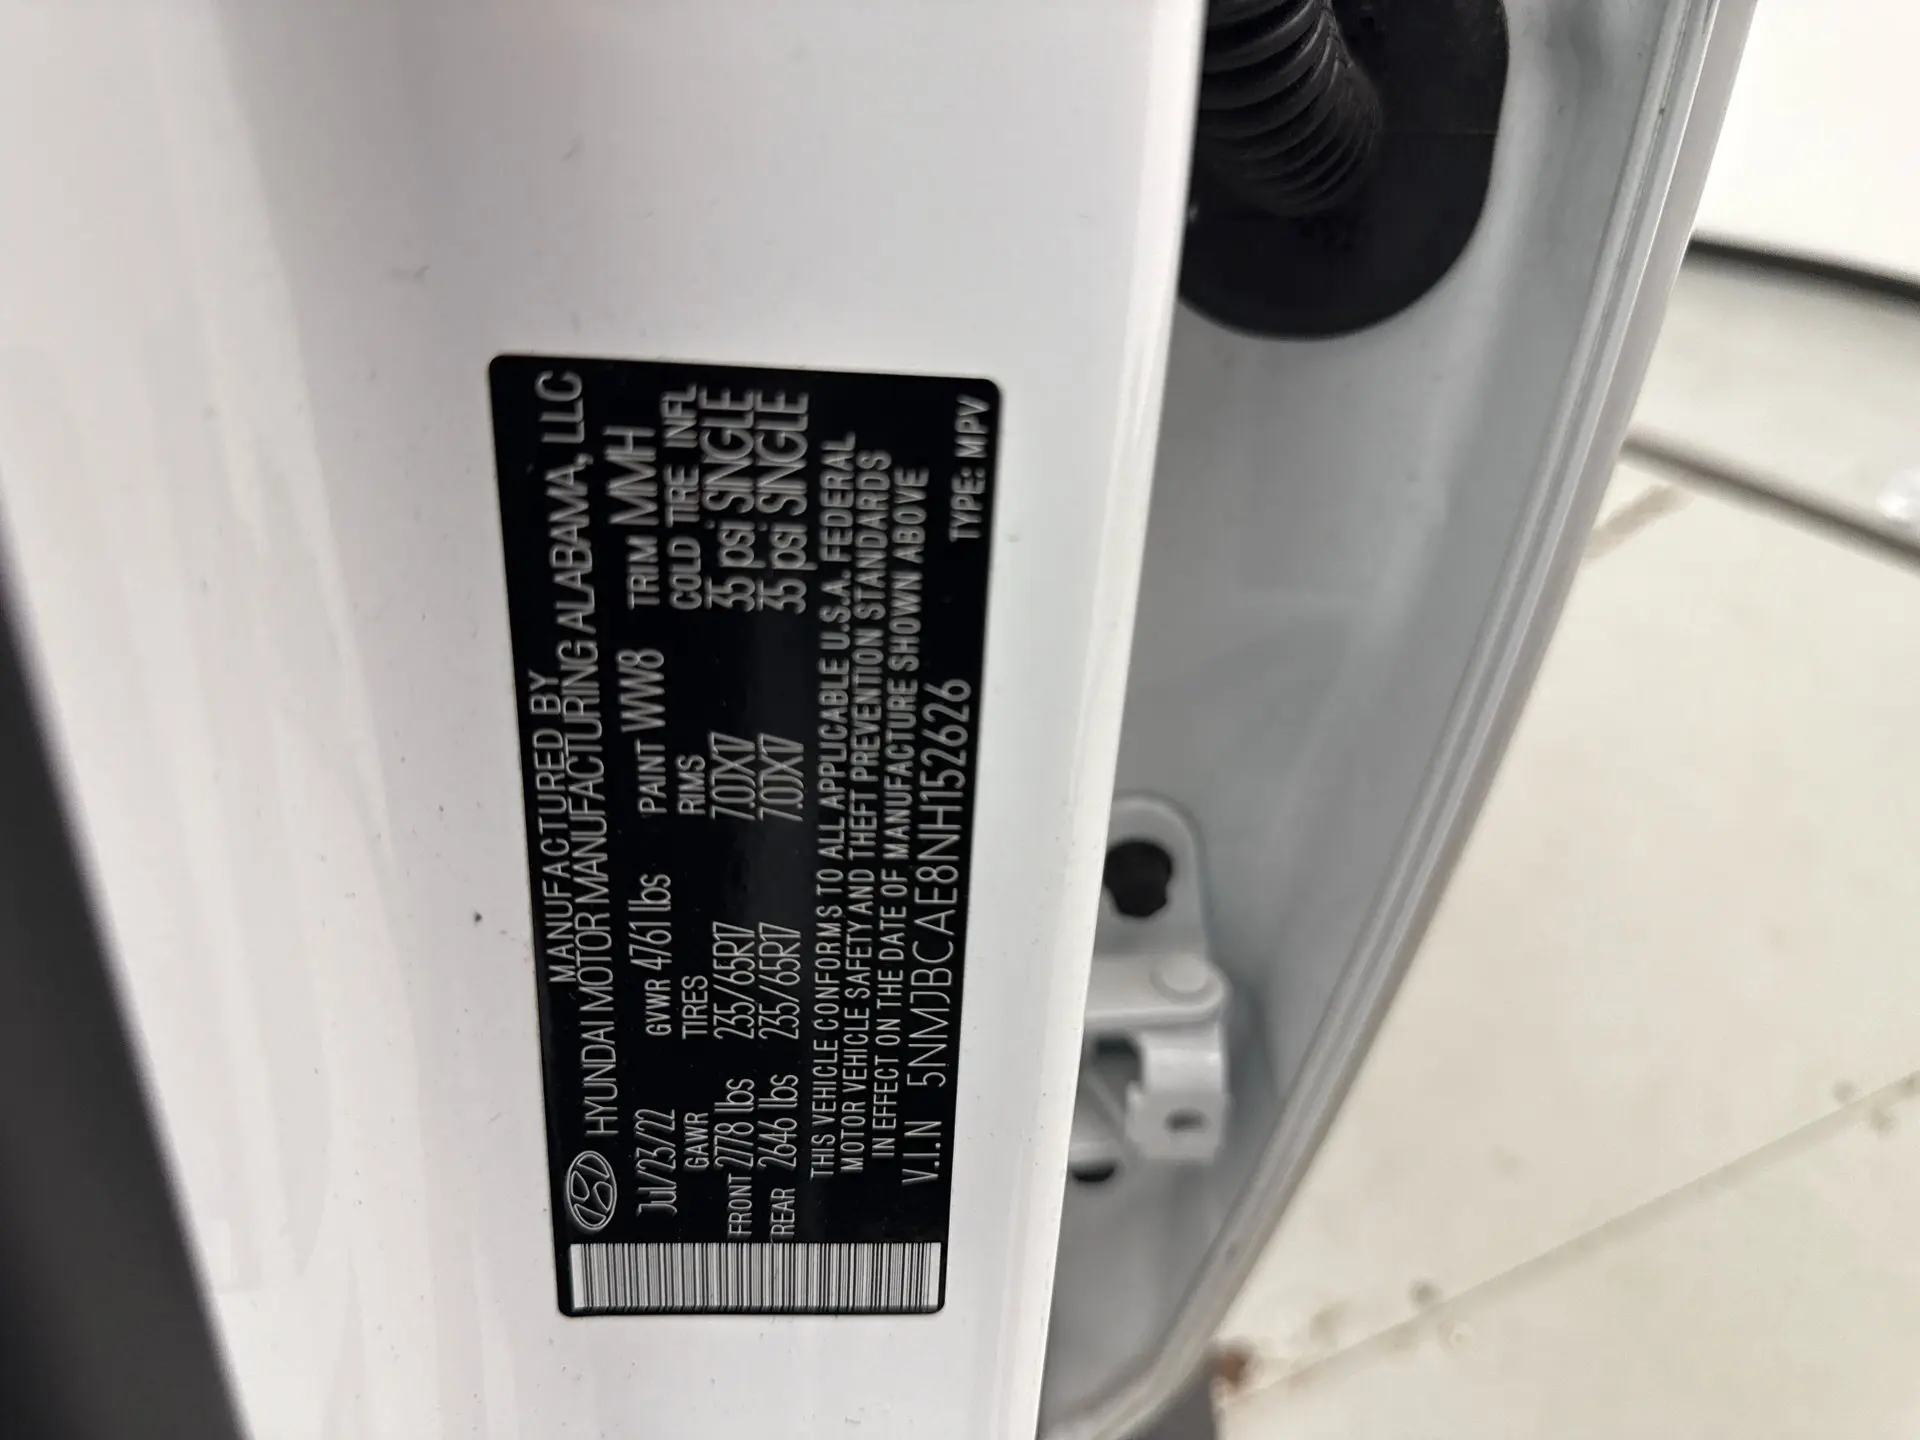 MANUFACTURED BY
HYUNDAI MOTOR MANUFACTURING ALABAMA, LLC
Jul/23/22 GVWR 4761 lbs PAINT WW8 TRIM MMH
GAWR TIRES RIMS COLD TIRE INFL
FRONT 2778 lbs 235/65R17 7.0JX17 35 psi SINGLE
REAR 2646 lbs 235/65R17 7.0JX17 35 psi SINGLE
THIS VEHICLE CONFORMS TO ALL APPLICABLE U.S.A. FEDERAL
MOTOR VEHICLE SAFETY AND THEFT PREVENTION STANDARDS
IN EFFECT ON THE DATE OF MANUFACTURE SHOWN ABOVE
V.I.N 5NMJBCAE8NH152626 TYPE: MPV